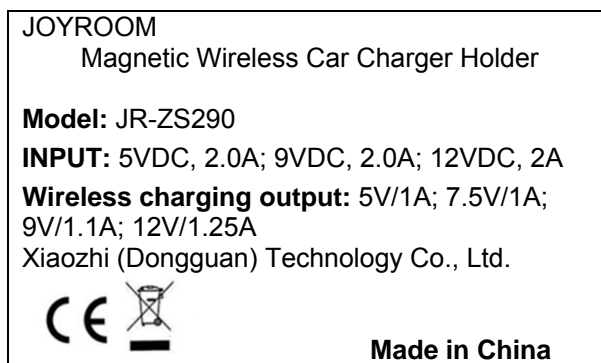 JOYROOM
Magnetic Wireless Car Charger Holder
Model: JR-ZS290
INPUT: 5VDC, 2.0A; 9VDC, 2.0A; 12VDC, 2A
Wireless charging output: 5V/1A; 7.5V/1A;
9V/1.1A; 12V/1.25A
Xiaozhi (Dongguan) Technology Co., Ltd.
CE
Made in China